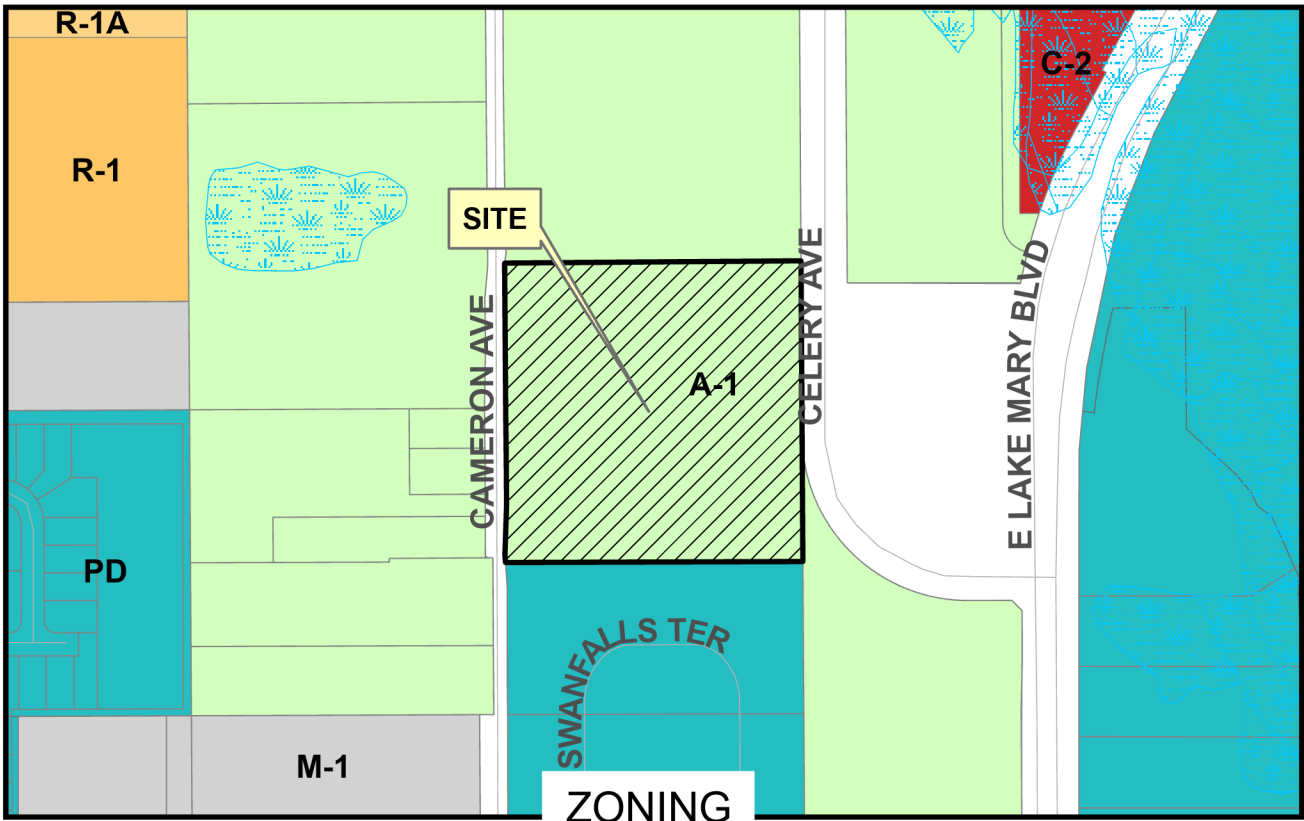 R-1A
C-2
R-1
SITE
CAMERON AVE
CELERY AVE
E LAKE MARY BLVD
A-1
PD
SWANFALLS TER
M-1
ZONING